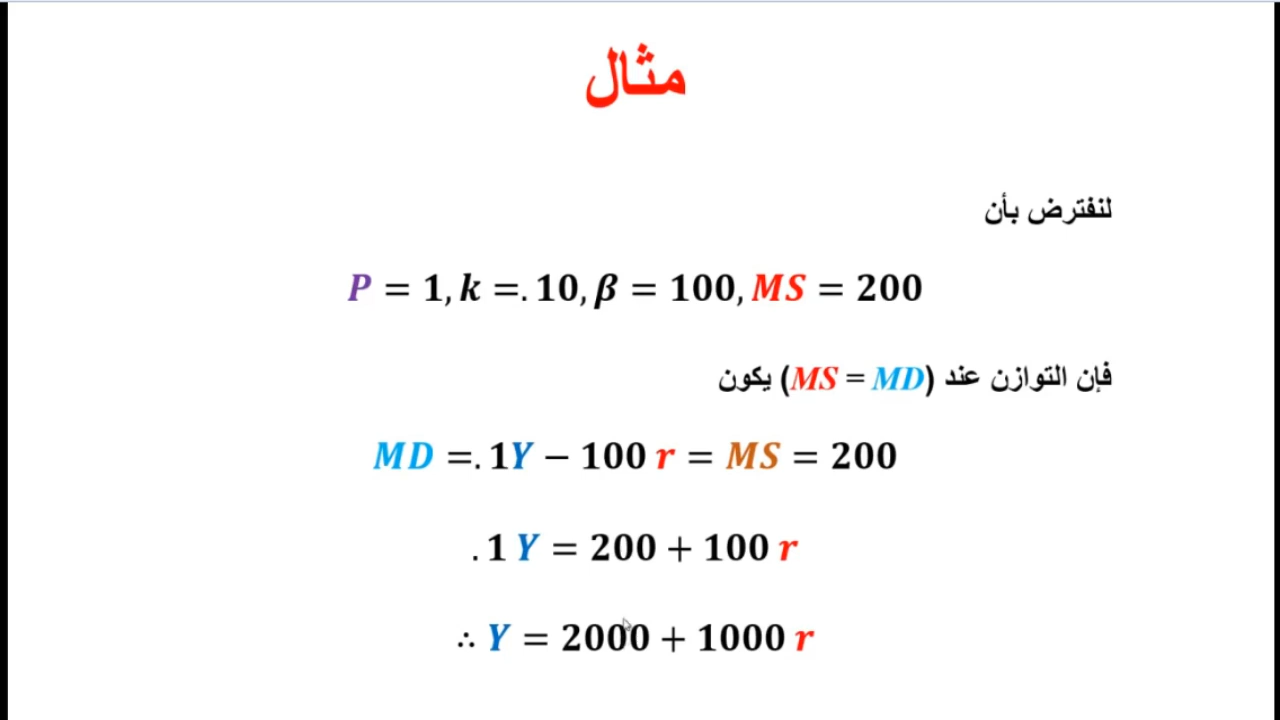 مثال
لنفترض بأن
P = 1, k =. 10, β = 100, MS = 200
فإن التوازن عند (MS = MD) يكون
MD =. 1Y − 100 r = MS = 200
. 1 Y = 200 + 100 r
∴ Y = 2000 + 1000 r